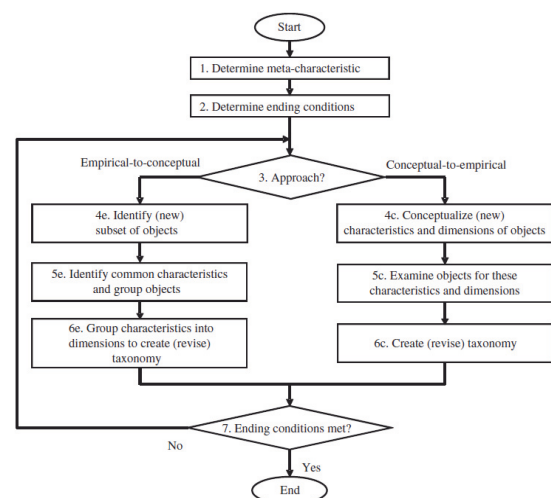 Start
1. Determine meta-characteristic
2. Determine ending conditions
Empirical-to-conceptual
Conceptual-to-empirical
3. Approach?
4e. Identify (new)
subset of objects
4c. Conceptualize (new)
characteristics and dimensions of objects
5e. Identify common characteristics
and group objects
5c. Examine objects for these
characteristics and dimensions
6e. Group characteristics into
dimensions to create (revise)
taxonomy
6c. Create (revise) taxonomy
7. Ending conditions met?
No
Yes
End